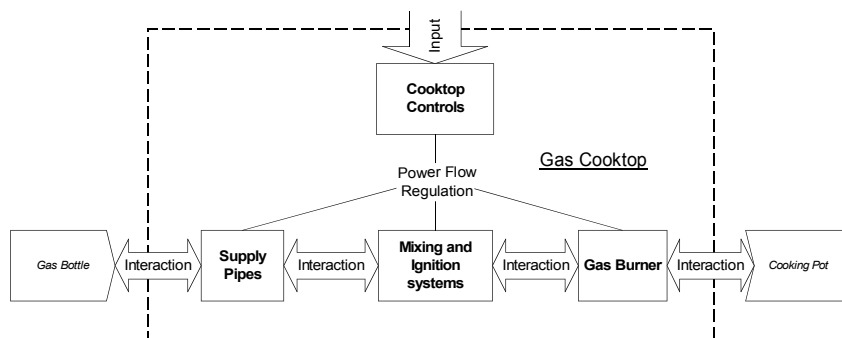 Input
Cooktop
Controls
Gas Cooktop
Power Flow
Regulation
Gas Bottle
Interaction
Supply
Pipes
Interaction
Mixing and
Ignition
systems
Interaction
Gas Burner
Interaction
Cooking Pot